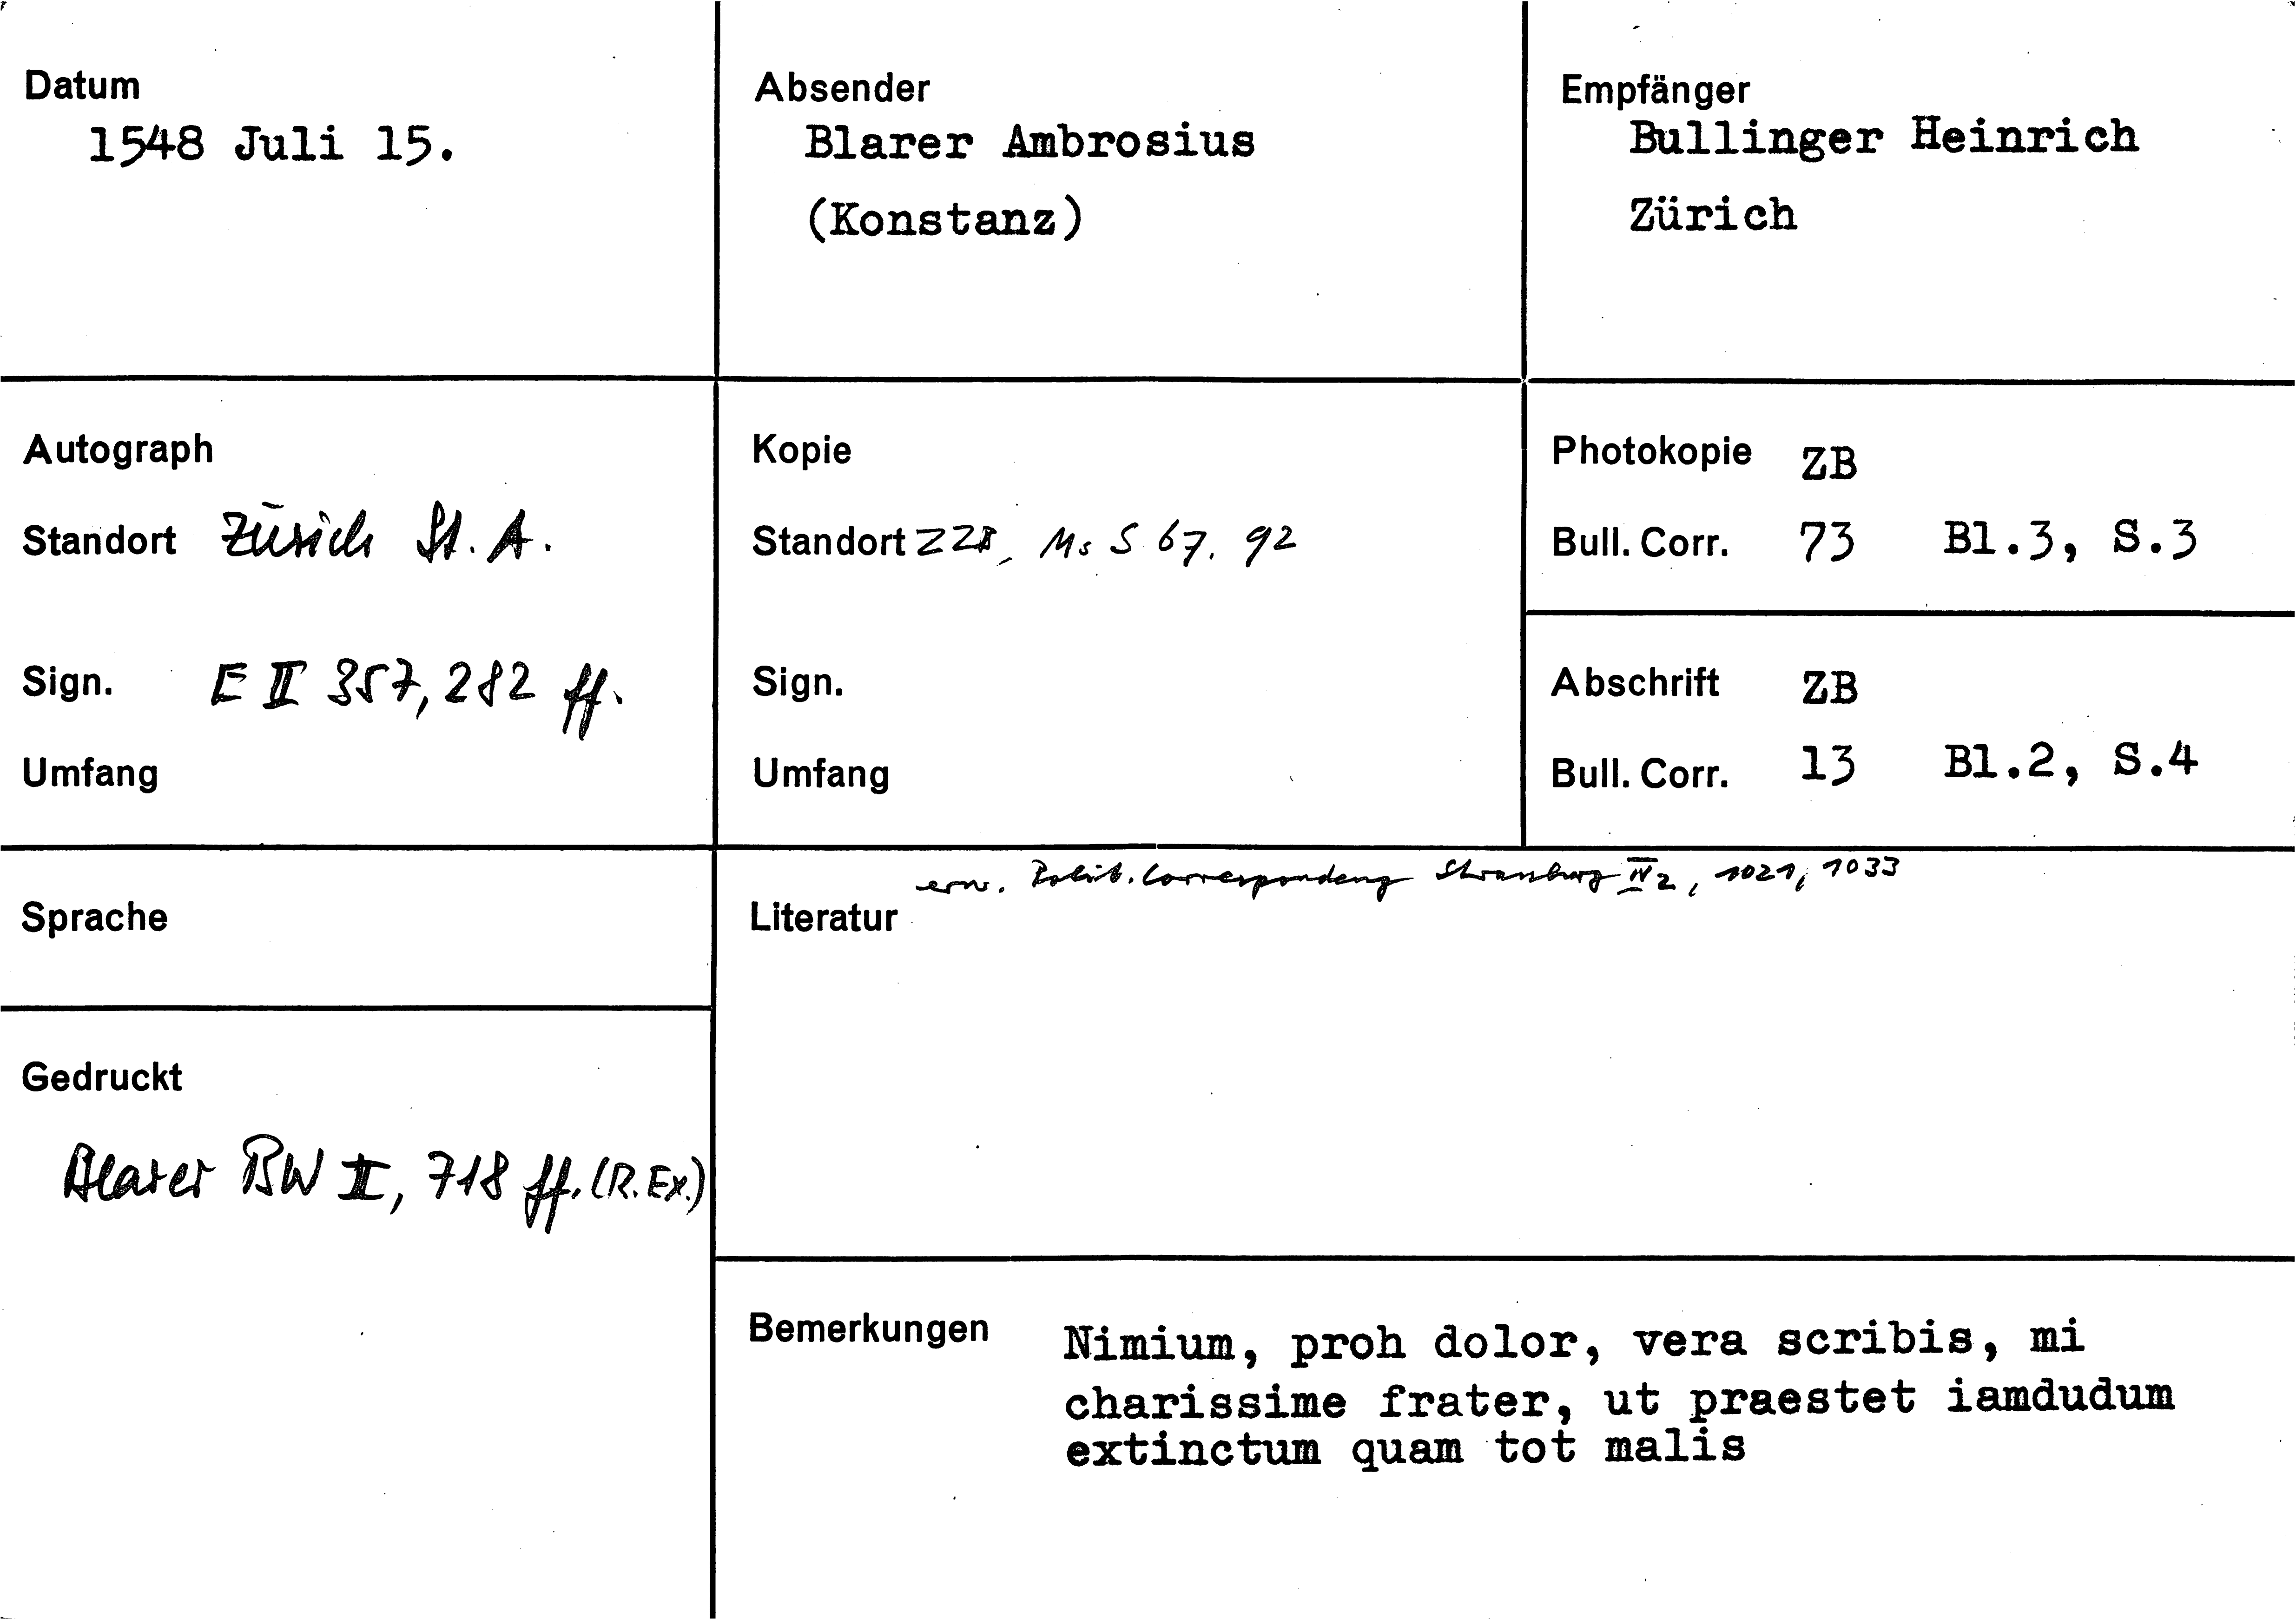 Datum
1548 Juli 15.
Absender
Blarer Ambrosius
(Konstanz)
Empfänger
Bullinger Heinrich
Zürich
Autograph
Standort Zürich St. A.
Sign. E II 357, 282 ff.
Umfang
Kopie
Standort ZZB, Ms S 67, 92
Sign.
Umfang
Photokopie ZB
Bull. Corr. 73 Bl.3, S.3
Abschrift ZB
Bull. Corr. 13 Bl.2, S.4
Sprache
Gedruckt
Blarer BW II, 718 ff. (R.Ex.)
erw. Polit. Correspondenz Strassburg IV 2, 1021, 1033
Literatur
Bemerkungen
Nimium, proh dolor, vera scribis, mi
charissime frater, ut praestet iamdudum
extinctum quam tot malis